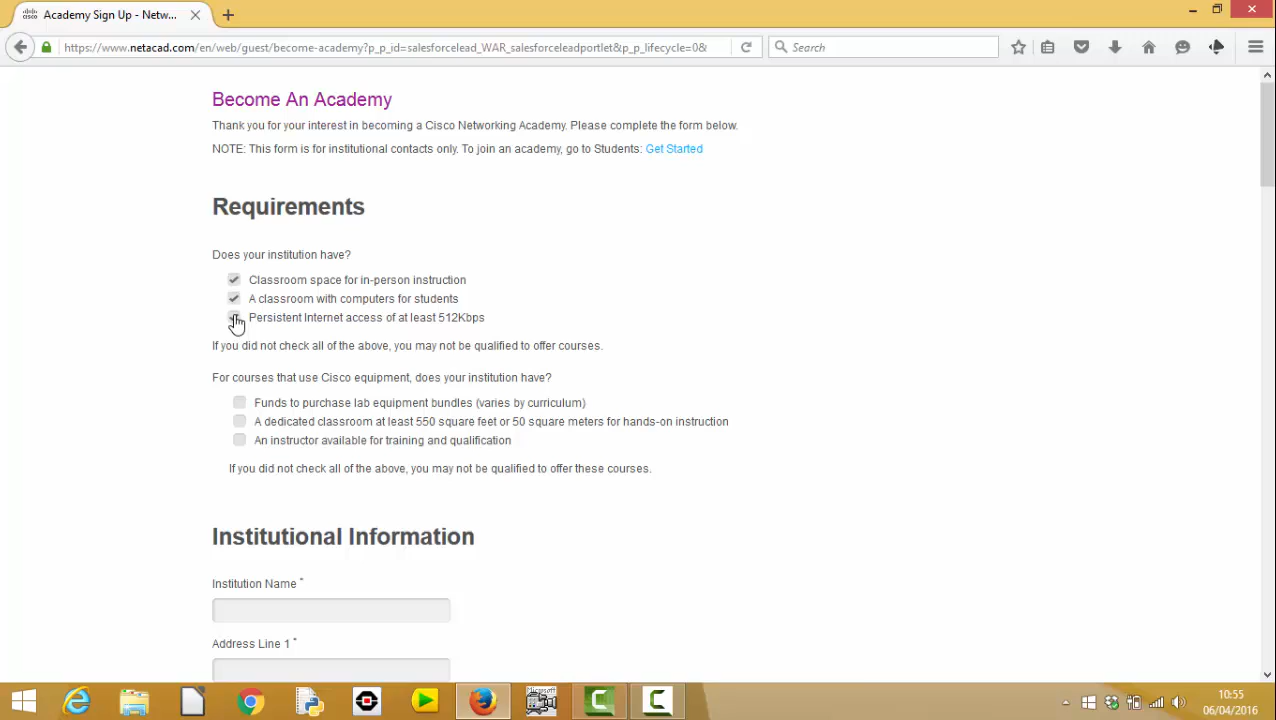 Academy Sign Up - Netw...
https://www.netacad.com/en/web/guest/become-academy?p_p_id=salesforcelead_WAR_salesforceleadportlet&p_p_lifecycle=0&
Search
Become An Academy
Thank you for your interest in becoming a Cisco Networking Academy. Please complete the form below.
NOTE: This form is for institutional contacts only. To join an academy, go to Students: Get Started
Requirements
Does your institution have?
Classroom space for in-person instruction
A classroom with computers for students
Persistent Internet access of at least 512Kbps
If you did not check all of the above, you may not be qualified to offer courses.
For courses that use Cisco equipment, does your institution have?
Funds to purchase lab equipment bundles (varies by curriculum)
A dedicated classroom at least 550 square feet or 50 square meters for hands-on instruction
An instructor available for training and qualification
If you did not check all of the above, you may not be qualified to offer these courses.
Institutional Information
Institution Name *
Address Line 1 *
10:55
06/04/2016